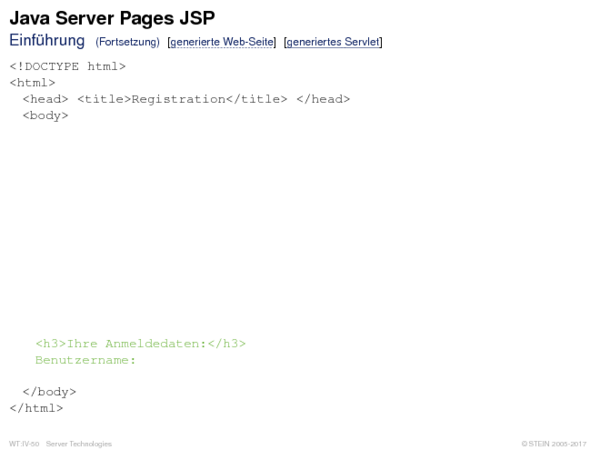 Java Server Pages JSP
Einführung (Fortsetzung) [generierte Web-Seite] [generiertes Servlet]
<!DOCTYPE html>
<html>
<head> <title>Registration</title> </head>
<body>
<h3>Ihre Anmeldedaten:</h3>
Benutzername:
</body>
</html>
WT:IV-60 Server Technologies © STEIN 2005-2017